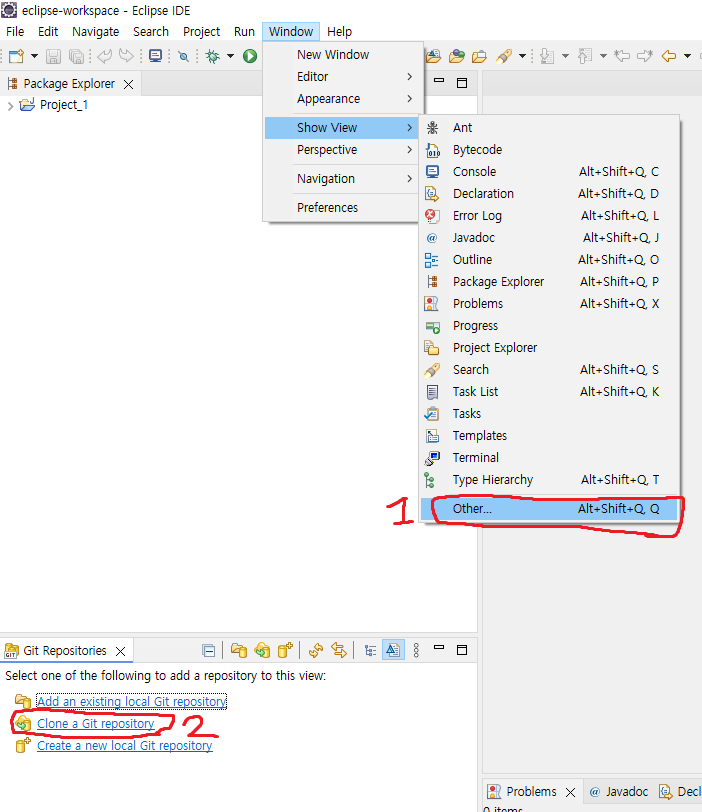 eclipse-workspace - Eclipse IDE
File Edit Navigate Search Project Run Window Help
Package Explorer
Project_1
New Window
Editor
Appearance
Show View
Perspective
Navigation
Preferences
Ant
Bytecode
Console Alt+Shift+Q, C
Declaration Alt+Shift+Q, D
Error Log Alt+Shift+Q, L
Javadoc Alt+Shift+Q, J
Outline Alt+Shift+Q, O
Package Explorer Alt+Shift+Q, P
Problems Alt+Shift+Q, X
Progress
Project Explorer
Search Alt+Shift+Q, S
Task List Alt+Shift+Q, K
Tasks
Templates
Terminal
Type Hierarchy Alt+Shift+Q, T
1 Other... Alt+Shift+Q, Q
GIT Git Repositories
Select one of the following to add a repository to this view:
Add an existing local Git repository
Clone a Git repository 2
Create a new local Git repository
Problems @ Javadoc Decl
0 items